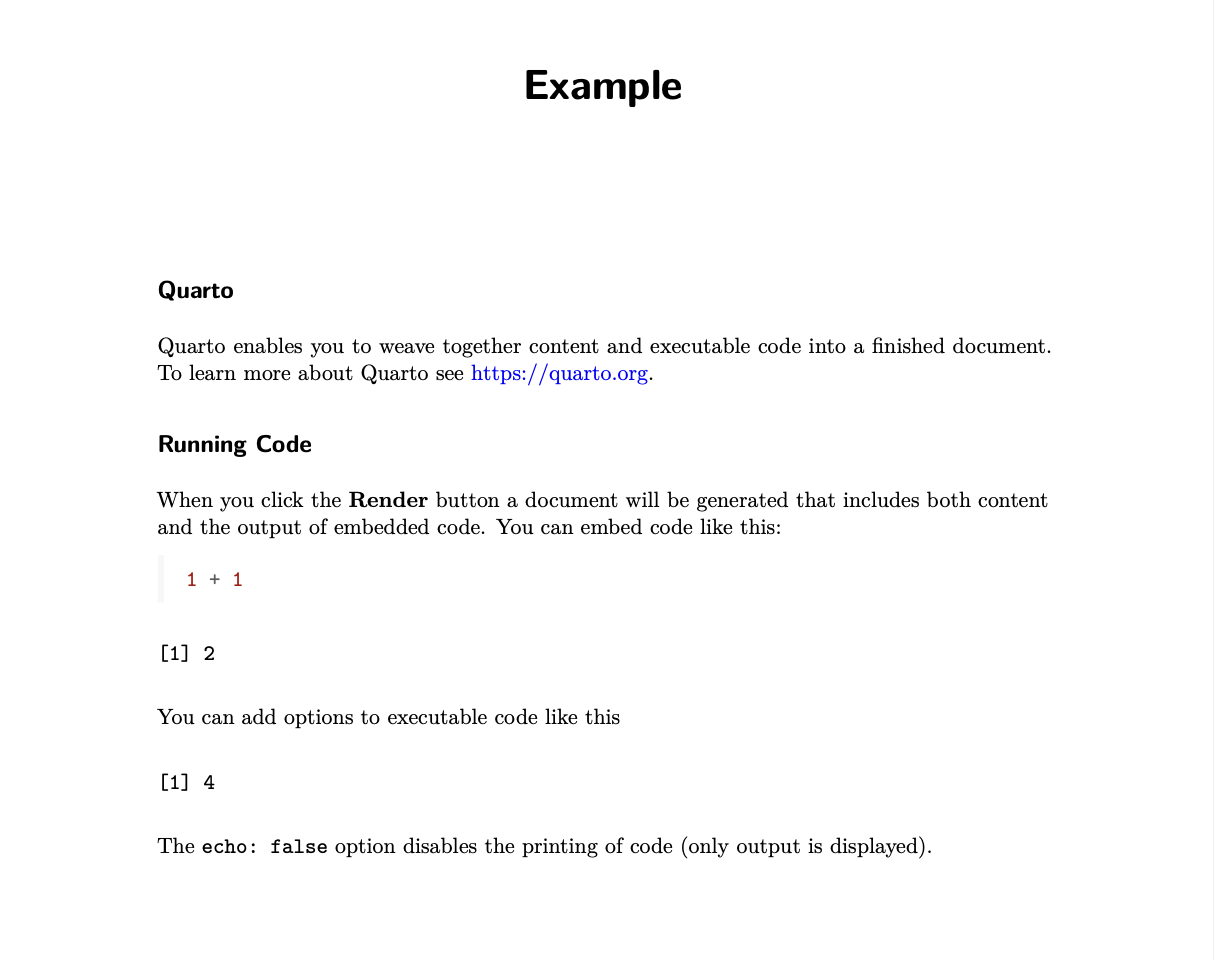 Example
Quarto
Quarto enables you to weave together content and executable code into a finished document.
To learn more about Quarto see https://quarto.org.
Running Code
When you click the Render button a document will be generated that includes both content
and the output of embedded code. You can embed code like this:
1 + 1
[1] 2
You can add options to executable code like this
[1] 4
The echo: false option disables the printing of code (only output is displayed).